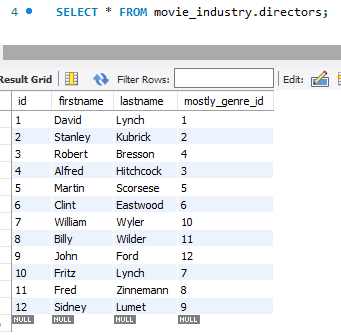 4 SELECT * FROM movie_industry.directors;
Result Grid Filter Rows: Edit:
id firstname lastname mostly_genre_id
1 David Lynch 1
2 Stanley Kubrick 2
3 Robert Bresson 4
4 Alfred Hitchcock 3
5 Martin Scorsese 5
6 Clint Eastwood 6
7 William Wyler 10
8 Billy Wilder 11
9 John Ford 12
10 Fritz Lynch 7
11 Fred Zinnemann 8
12 Sidney Lumet 9
NULL NULL NULL NULL